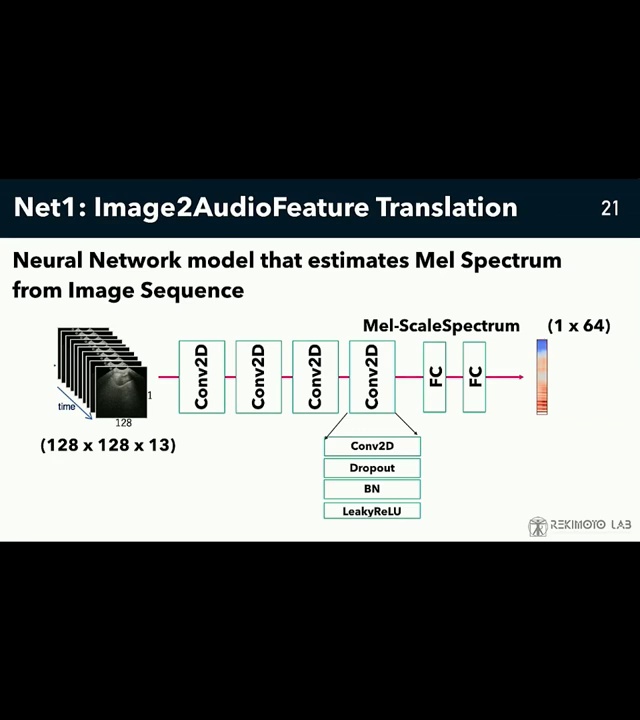 Net1: Image2AudioFeature Translation
21
Neural Network model that estimates Mel Spectrum
from Image Sequence
Mel-ScaleSpectrum
(1 x 64)
Conv2D
Conv2D
Conv2D
Conv2D
FC
FC
time
1
128
(128 x 128 x 13)
Conv2D
Dropout
BN
LeakyReLU
REKIMOTO LAB